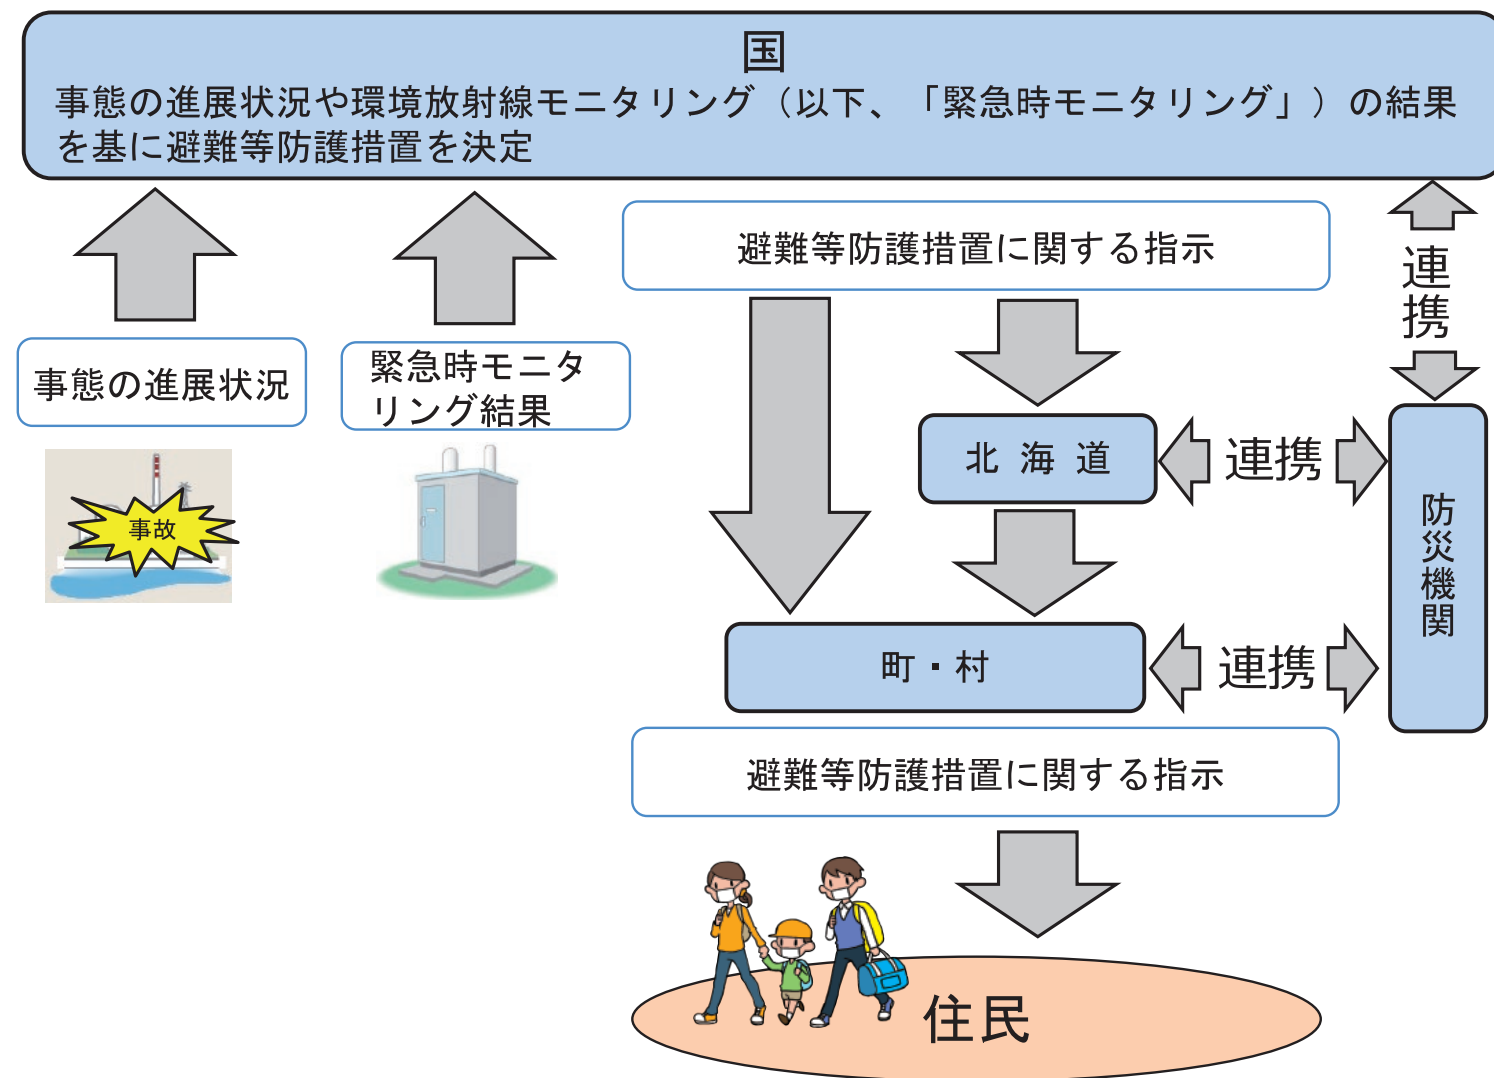 国
事態の進展状況や環境放射線モニタリング（以下、「緊急時モニタリング」）の結果
を基に避難等防護措置を決定
避難等防護措置に関する指示
連携
事態の進展状況
緊急時モニタ
リング結果
事故
北海道
連携
防災機関
町・村
連携
避難等防護措置に関する指示
住民